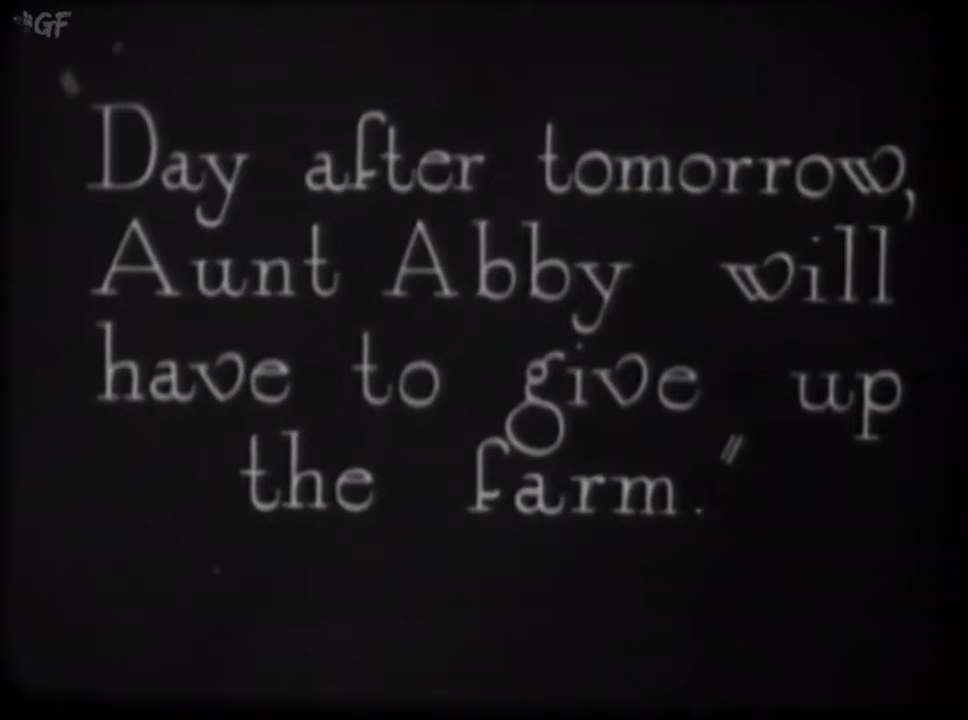 GF
"Day after tomorrow,
Aunt Abby will
have to give up
the farm."